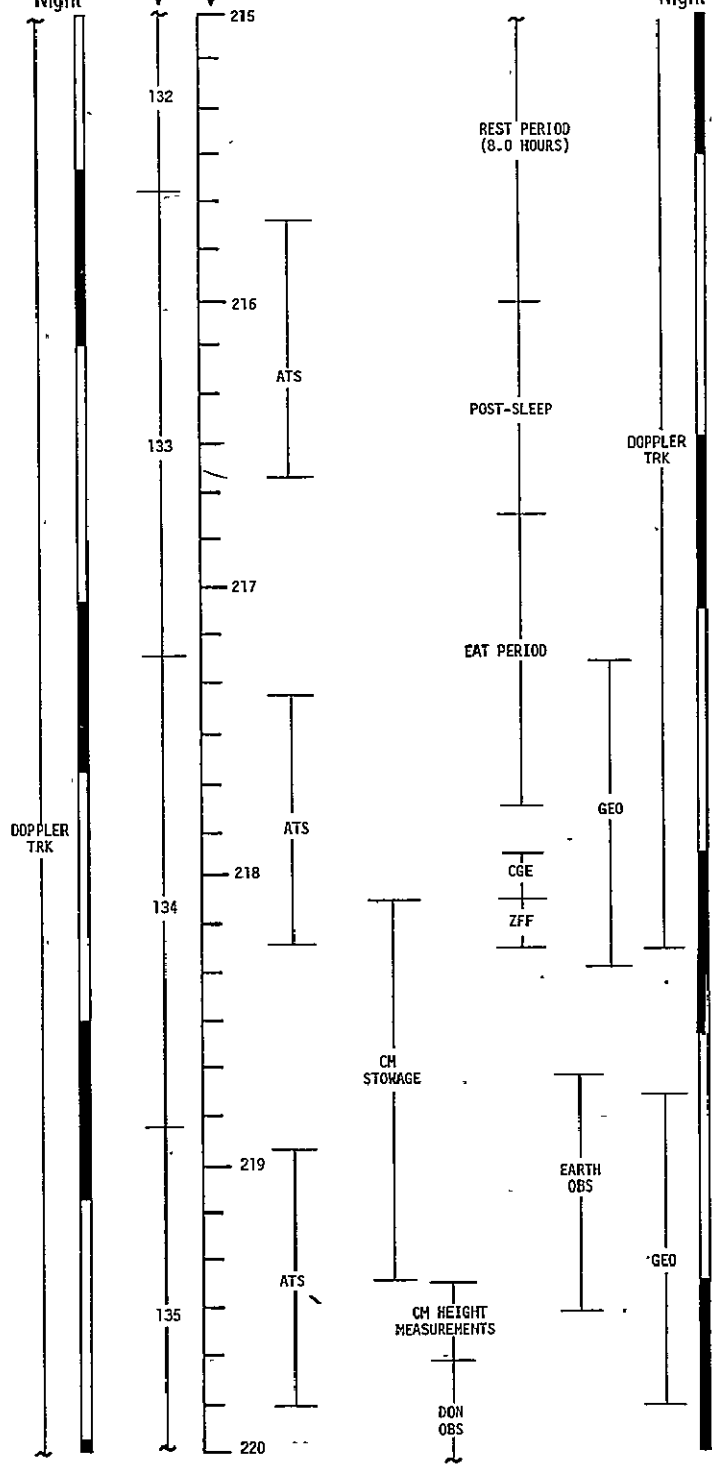 Night
Night
215
132
REST PERIOD
(8.0 HOURS)
216
ATS
POST-SLEEP
133
DOPPLER
TRK
217
EAT PERIOD
GEO
DOPPLER
TRK
ATS
218
CGE
134
ZFF
CM
STOWAGE
219
EARTH
OBS
GEO
ATS
135
CM HEIGHT
MEASUREMENTS
DON
OBS
220